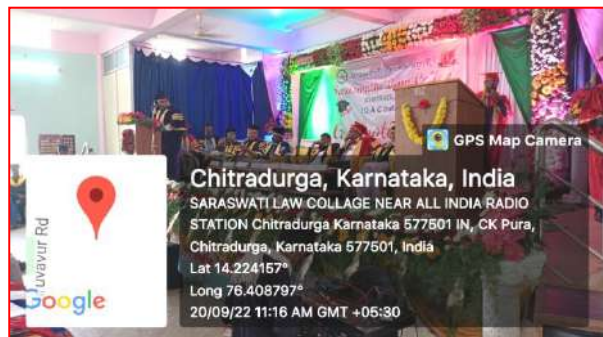 GPS Map Camera
Chitradurga, Karnataka, India
SARASWATI LAW COLLAGE NEAR ALL INDIA RADIO
STATION Chitradurga Karnataka 577501 IN, CK Pura,
Chitradurga, Karnataka 577501, India
Lat 14.224157°
Long 76.408797°
20/09/22 11:16 AM GMT +05:30
uvavur Rd
Google